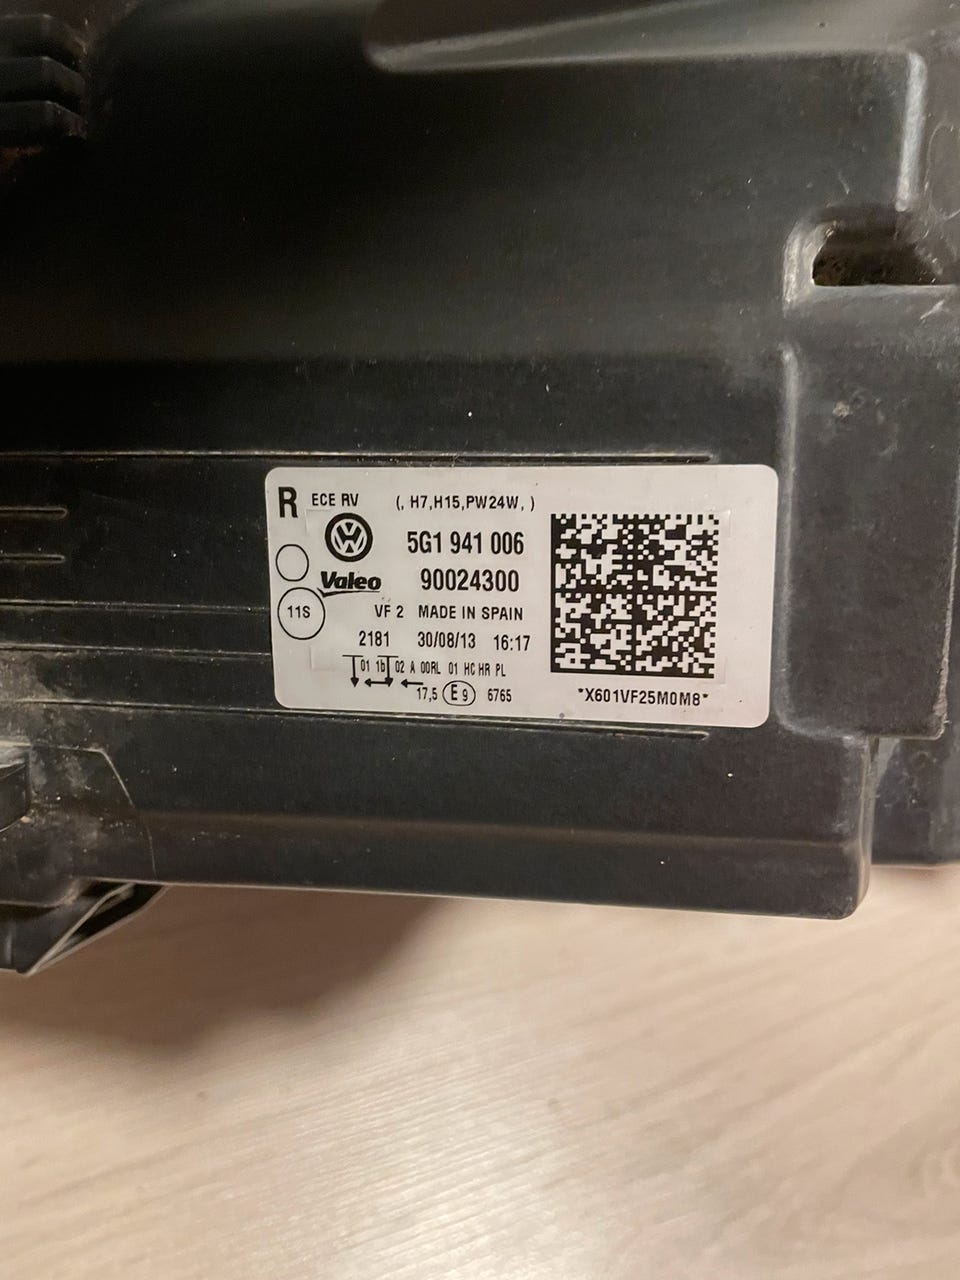 R ECE RV (, H7,H15,PW24W, )
5G1 941 006
Valeo 90024300
11S VF 2 MADE IN SPAIN
2181 30/08/13 16:17
01 1b 02 A 00RL 01 HC HR PL
17,5 E9 6765
*X601VF25M0M8*